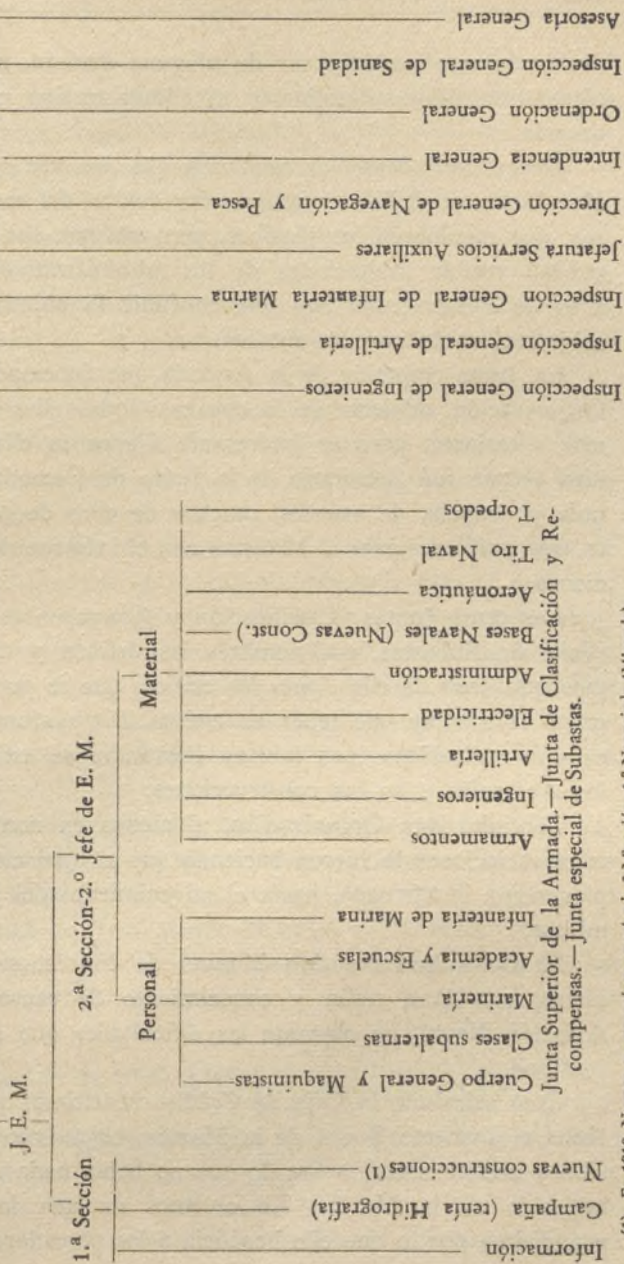 J. E. M.
1.ª Sección
2.ª Sección-2.º Jefe de E. M.
Personal
Material
Información
Campaña (tenía Hidrografía)
Nuevas construcciones (1)
Cuerpo General y Maquinistas
Clases subalternas
Marinería
Academia y Escuelas
Infantería de Marina
Armamentos
Ingenieros
Artillería
Electricidad
Administración
Bases Navales (Nuevas Const.)
Aeronáutica
Tiro Naval
Torpedos
Inspección General de Ingenieros
Inspección General de Artillería
Inspección General de Infantería Marina
Jefatura Servicios Auxiliares
Dirección General de Navegación y Pesca
Intendencia General
Ordenación General
Inspección General de Sanidad
Asesoría General
Junta Superior de la Armada.—Junta de Clasificación y Re-
compensas.—Junta especial de Subastas.